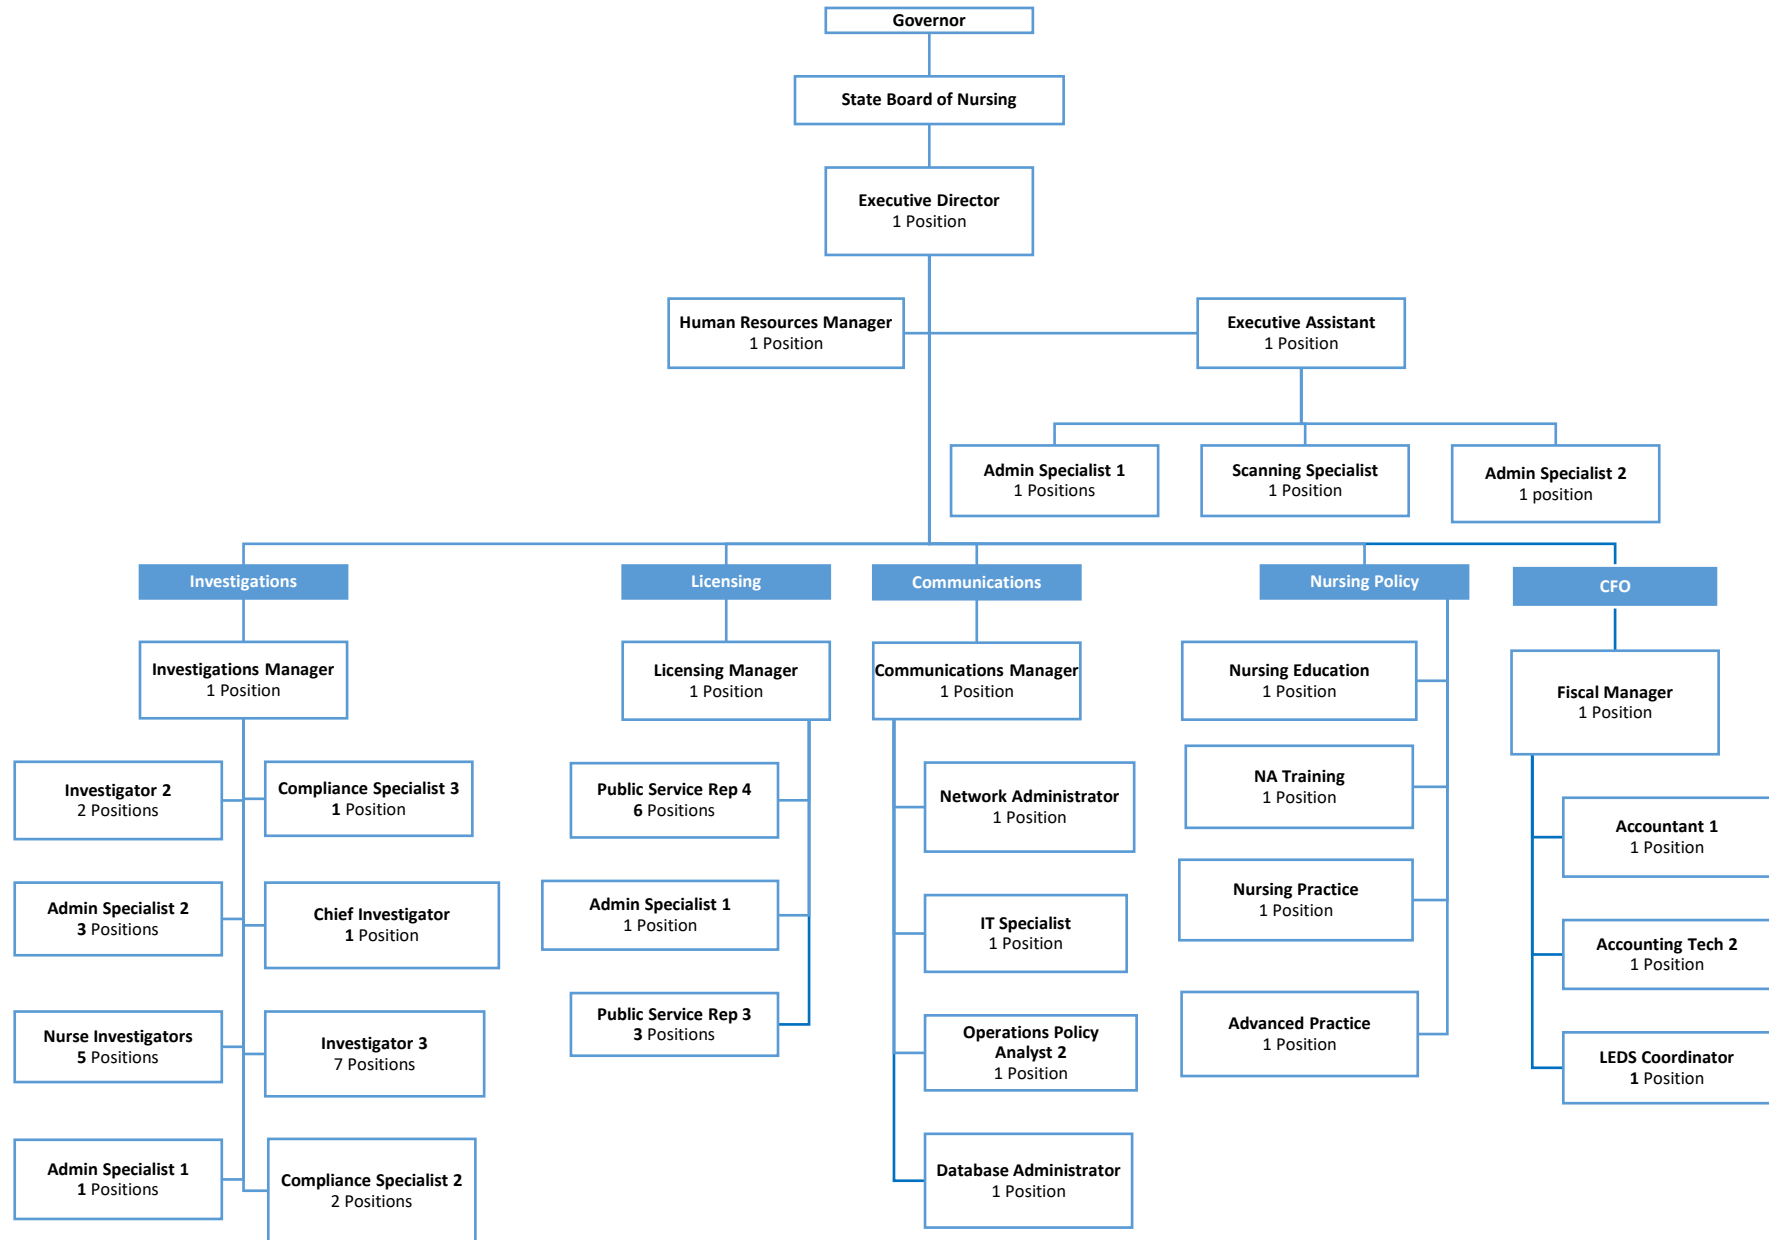 Governor
State Board of Nursing
Executive Director
1 Position
Human Resources Manager
1 Position
Executive Assistant
1 Position
Admin Specialist 1
1 Positions
Scanning Specialist
1 Position
Admin Specialist 2
1 position
Investigations
Licensing
Communications
Nursing Policy
CFO
Investigations Manager
1 Position
Investigator 2
2 Positions
Compliance Specialist 3
1 Position
Admin Specialist 2
3 Positions
Chief Investigator
1 Position
Nurse Investigators
5 Positions
Investigator 3
7 Positions
Admin Specialist 1
1 Positions
Compliance Specialist 2
2 Positions
Licensing Manager
1 Position
Public Service Rep 4
6 Positions
Admin Specialist 1
1 Position
Public Service Rep 3
3 Positions
Communications Manager
1 Position
Network Administrator
1 Position
IT Specialist
1 Position
Operations Policy
Analyst 2
1 Position
Database Administrator
1 Position
Nursing Education
1 Position
NA Training
1 Position
Nursing Practice
1 Position
Advanced Practice
1 Position
Fiscal Manager
1 Position
Accountant 1
1 Position
Accounting Tech 2
1 Position
LEDS Coordinator
1 Position